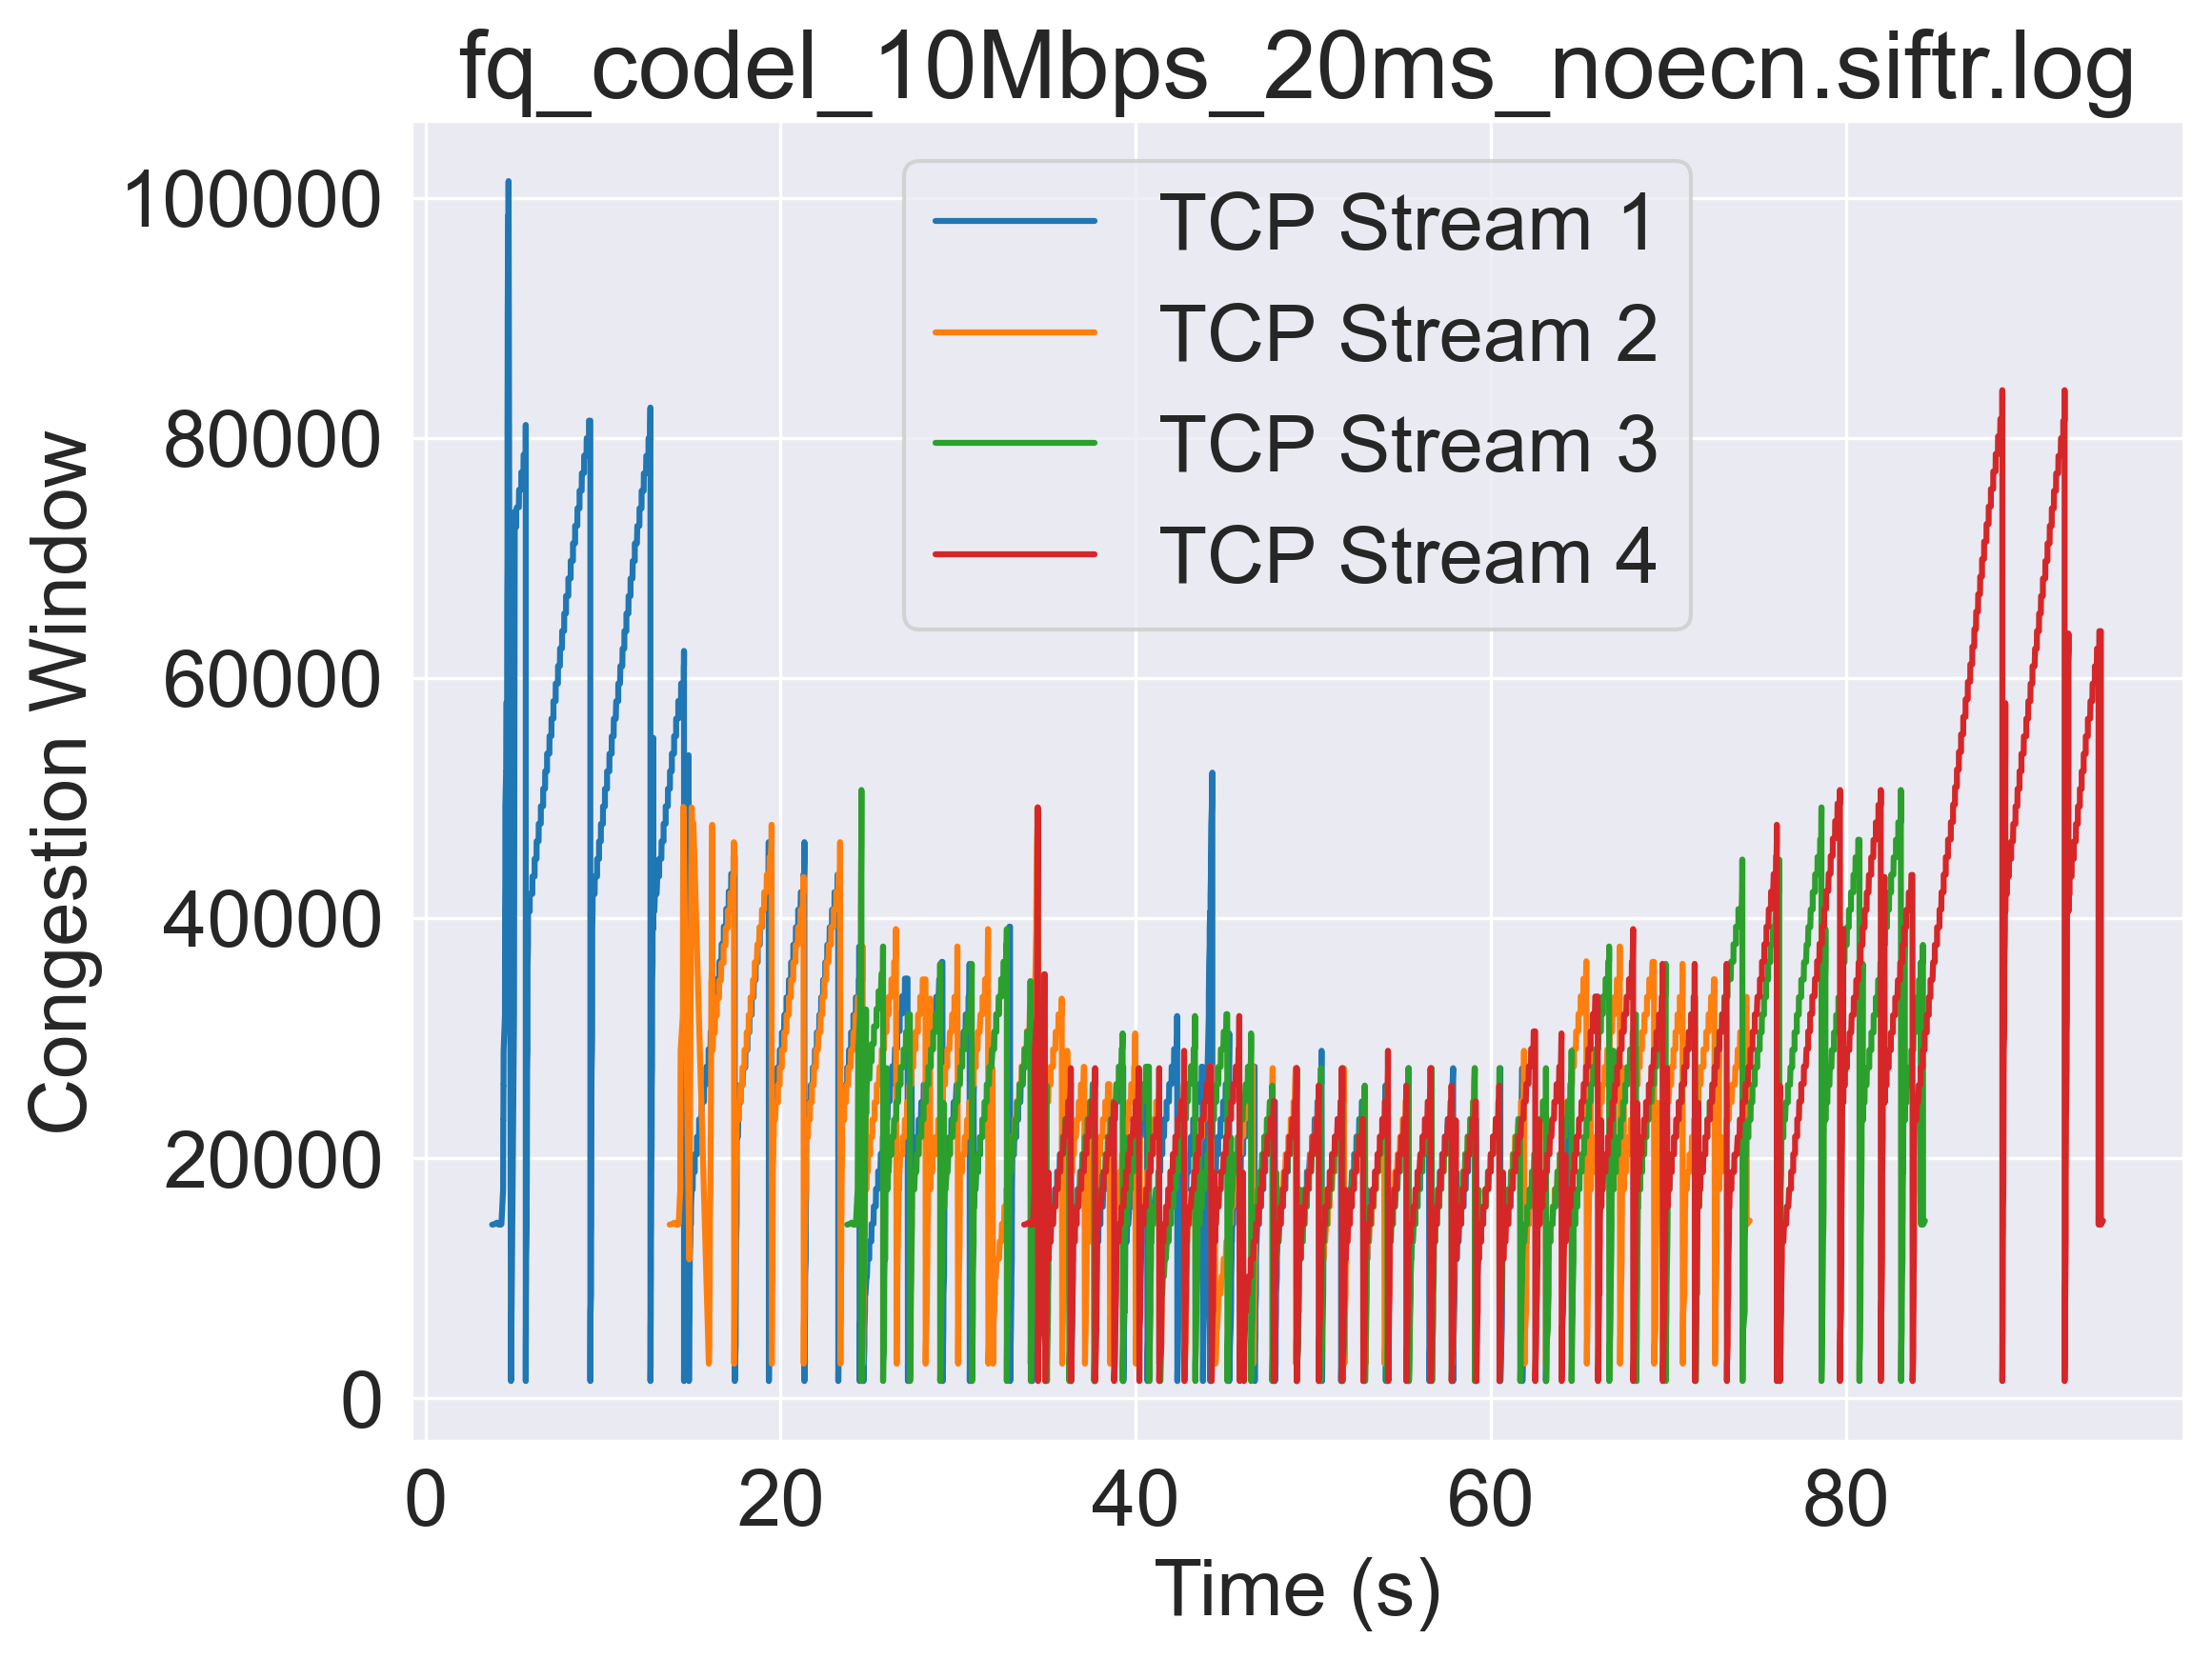 fq_codel_10Mbps_20ms_noecn.siftr.log
100000
80000
60000
40000
20000
0
Congestion Window
TCP Stream 1
TCP Stream 2
TCP Stream 3
TCP Stream 4
0 20 40 60 80
Time (s)